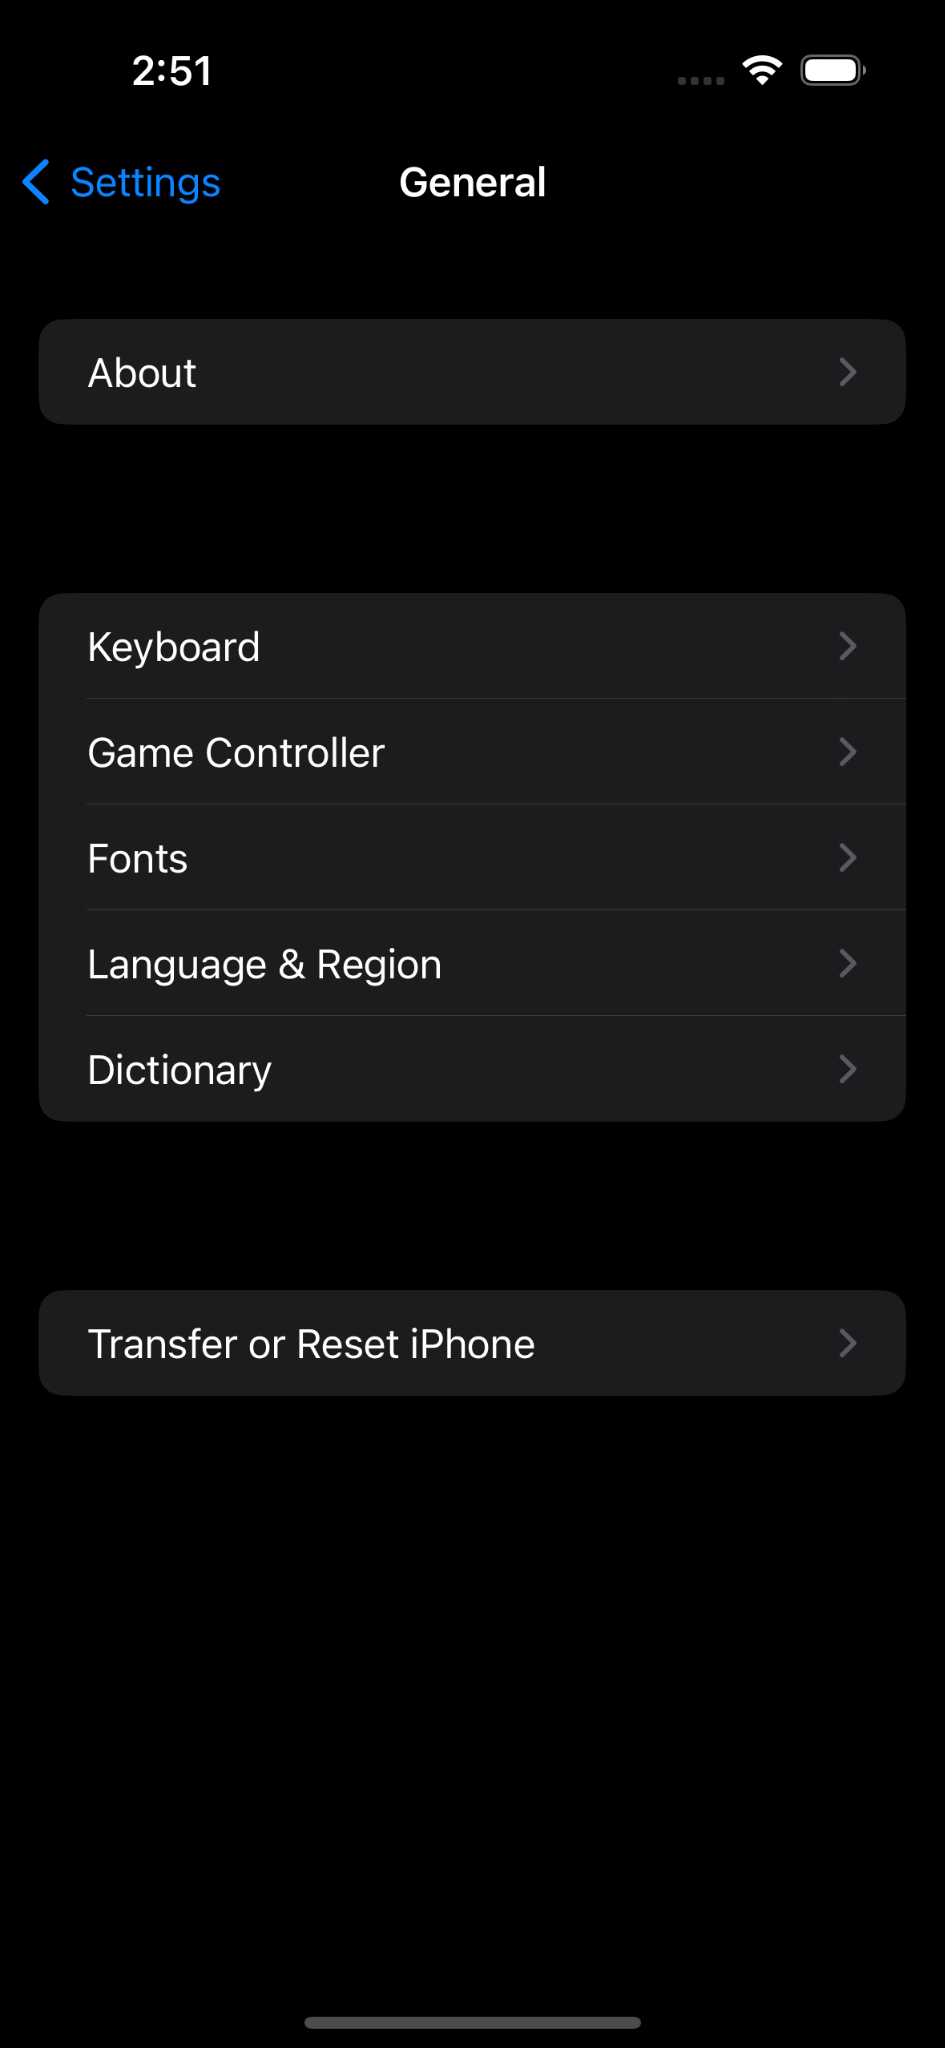 2:51
Settings
General
About
Keyboard
Game Controller
Fonts
Language & Region
Dictionary
Transfer or Reset iPhone